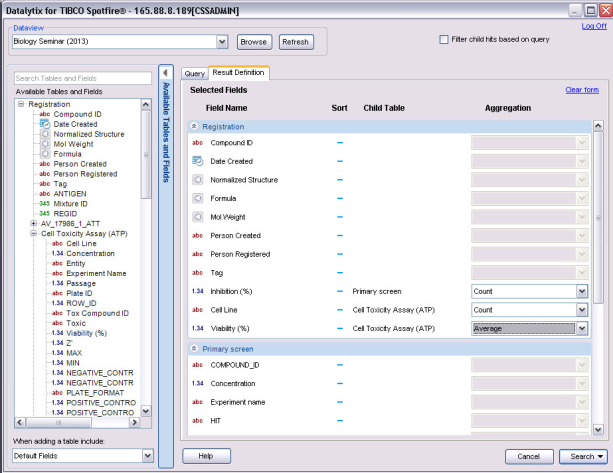 Datalytix for TIBCO Spotfire® - 165.88.8.189[CSSADMIN]
Log Off
Dataview
Biology Seminar (2013)
Browse
Refresh
Filter child hits based on query
Search Tables and Fields
Available Tables and Fields
Registration
abc Compound ID
Date Created
Normalized Structure
Mol Weight
Formula
abc Person Created
abc Person Registered
abc Tag
abc ANTIGEN
345 Mixture ID
345 REGID
AV_17986_1_ATT
Cell Toxicity Assay (ATP)
abc Cell Line
1.34 Concentration
abc Entity
abc Experiment Name
1.34 Passage
abc Plate ID
1.34 ROW_ID
abc Tox Compound ID
abc Toxic
1.34 Viability (%)
1.34 Z'
1.34 MAX
1.34 MIN
1.34 NEGATIVE_CONTR
1.34 NEGATIVE_CONTR
abc PLATE_FORMAT
1.34 POSITIVE_CONTRO
1.34 POSITVE_CONTRO
When adding a table include:
Default Fields
Available Tables and Fields
Query
Result Definition
Selected Fields
Clear form
Field Name Sort Child Table Aggregation
Registration
abc Compound ID
Date Created
Normalized Structure
Formula
Mol Weight
abc Person Created
abc Person Registered
abc Tag
1.34 Inhibition (%) Primary screen Count
abc Cell Line Cell Toxicity Assay (ATP) Count
1.34 Viability (%) Cell Toxicity Assay (ATP) Average
Primary screen
abc COMPOUND_ID
1.34 Concentration
abc Experiment name
abc HIT
Help
Cancel
Search